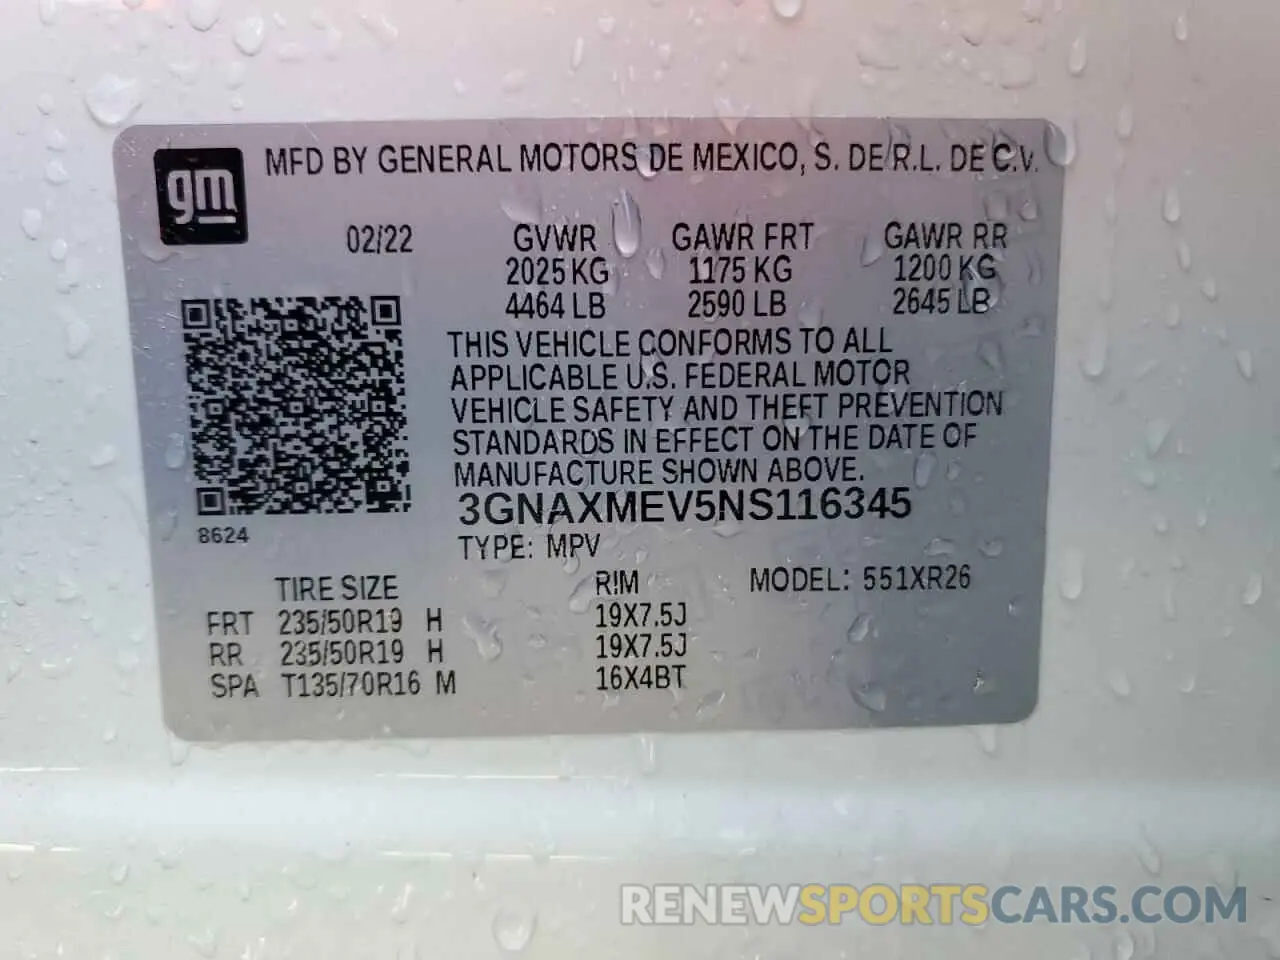 gm
MFD BY GENERAL MOTORS DE MEXICO, S. DE R.L. DE C.V.
02/22 GVWR GAWR FRT GAWR RR
2025 KG 1175 KG 1200 KG
4464 LB 2590 LB 2645 LB
THIS VEHICLE CONFORMS TO ALL
APPLICABLE U.S. FEDERAL MOTOR
VEHICLE SAFETY AND THEFT PREVENTION
STANDARDS IN EFFECT ON THE DATE OF
MANUFACTURE SHOWN ABOVE.
3GNAXMEV5NS116345
8624
TYPE: MPV
TIRE SIZE RIM MODEL: 551XR26
FRT 235/50R19 H 19X7.5J
RR 235/50R19 H 19X7.5J
SPA T135/70R16 M 16X4BT
RENEWSPORTSCARS.COM